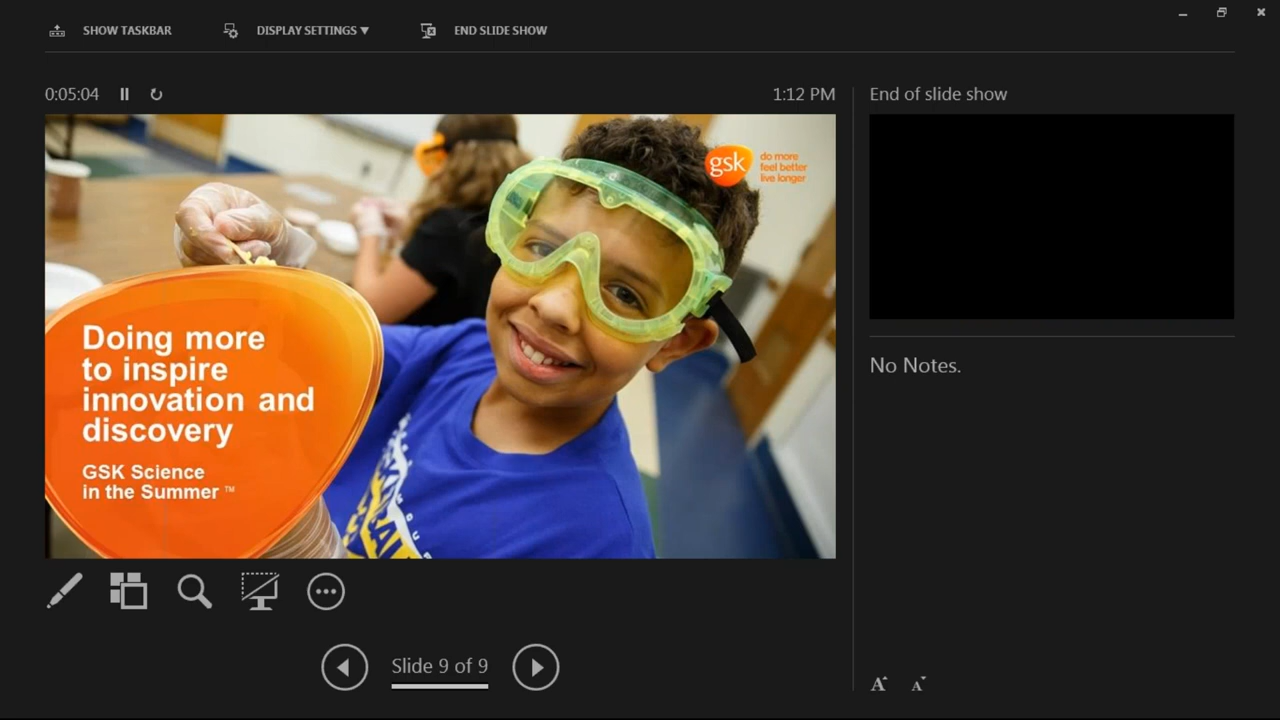 SHOW TASKBAR
DISPLAY SETTINGS ▼
END SLIDE SHOW
0:05:04
1:12 PM
End of slide show
gsk
do more
feel better
live longer
Doing more
to inspire
innovation and
discovery
GSK Science
in the Summer ™
No Notes.
Slide 9 of 9
A A